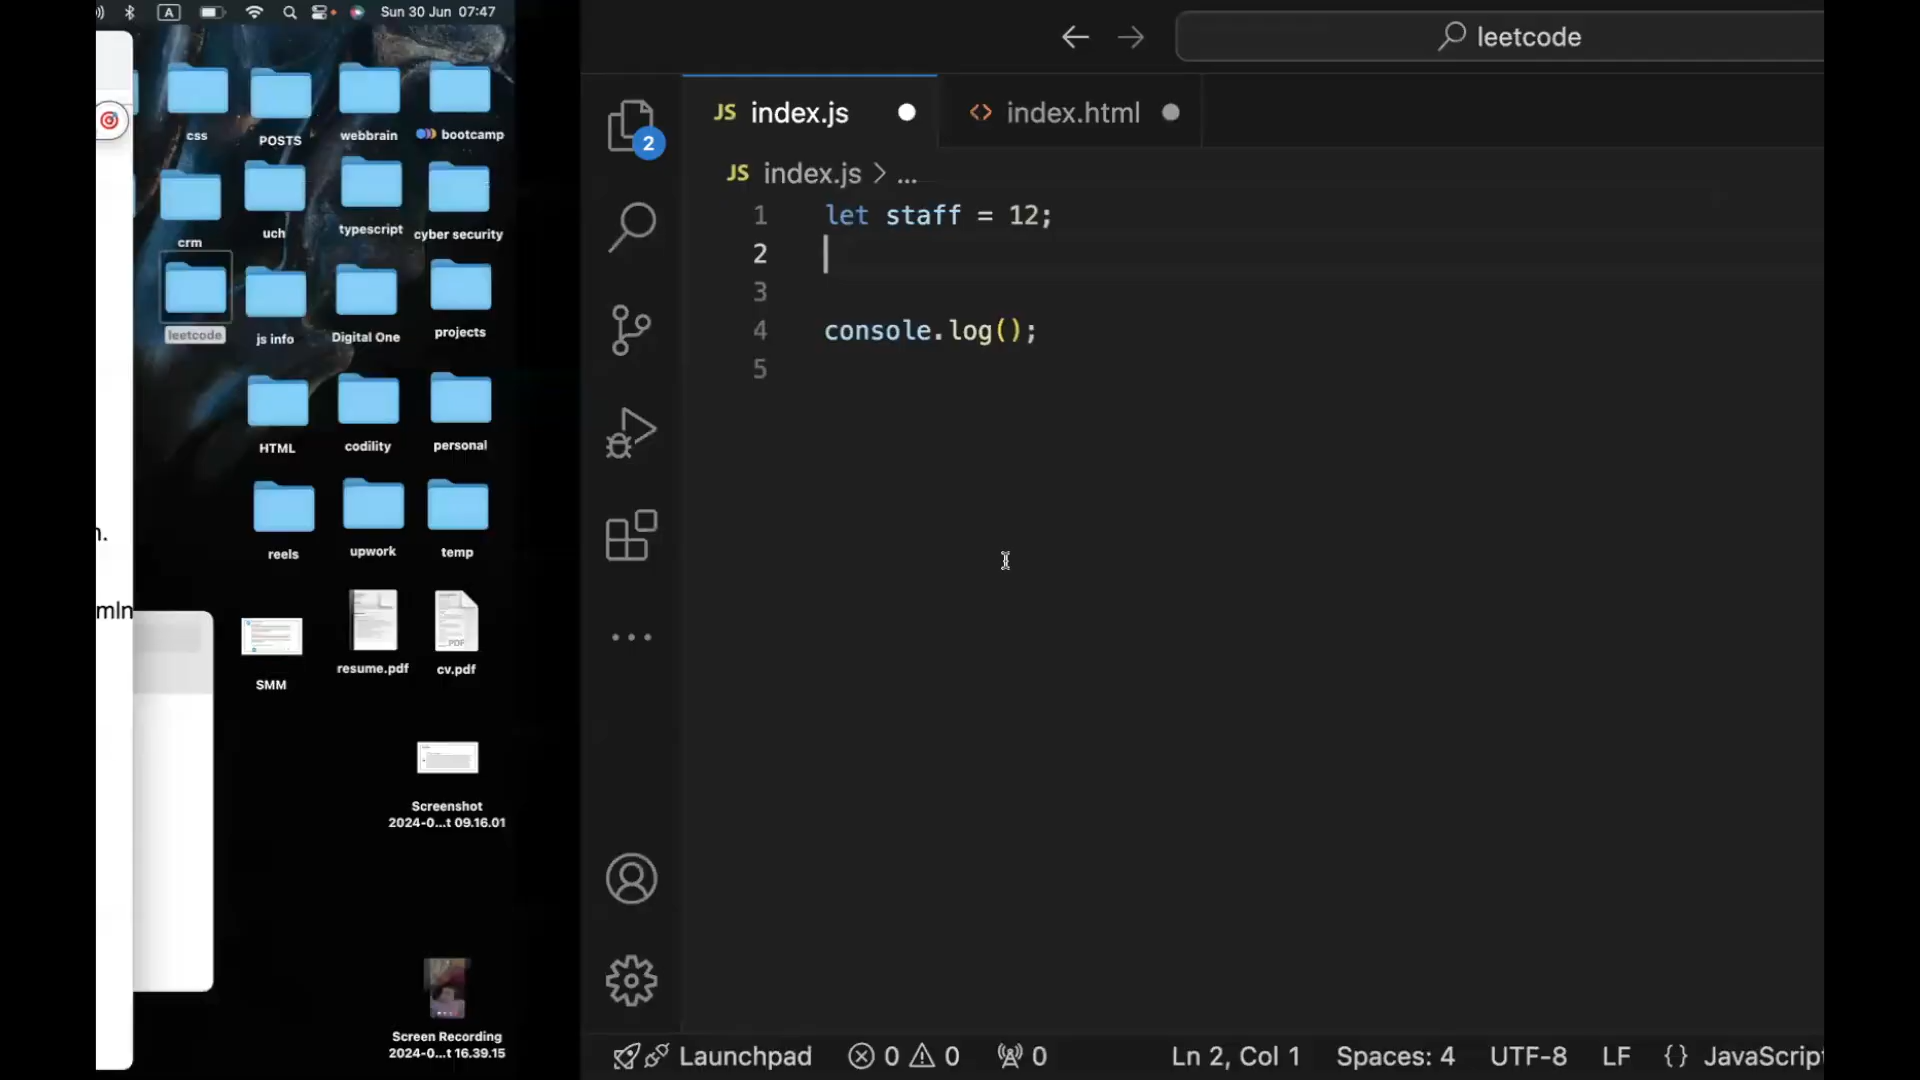 A
Sun 30 Jun 07:47
css
POSTS
webbrain
bootcamp
crm
uch
typescript
cyber security
leetcode
js info
Digital One
projects
HTML
codility
personal
reels
upwork
temp
n.
mln
SMM
resume.pdf
PDF
cv.pdf
Screenshot
2024-0...t 09.16.01
Screen Recording
2024-0...t 16.39.15
leetcode
2
JS index.js
<> index.html
JS index.js > ...
1 let staff = 12;
2
3
4 console.log();
5
Launchpad
0
0
0
Ln 2, Col 1
Spaces: 4
UTF-8
LF
{} JavaScript